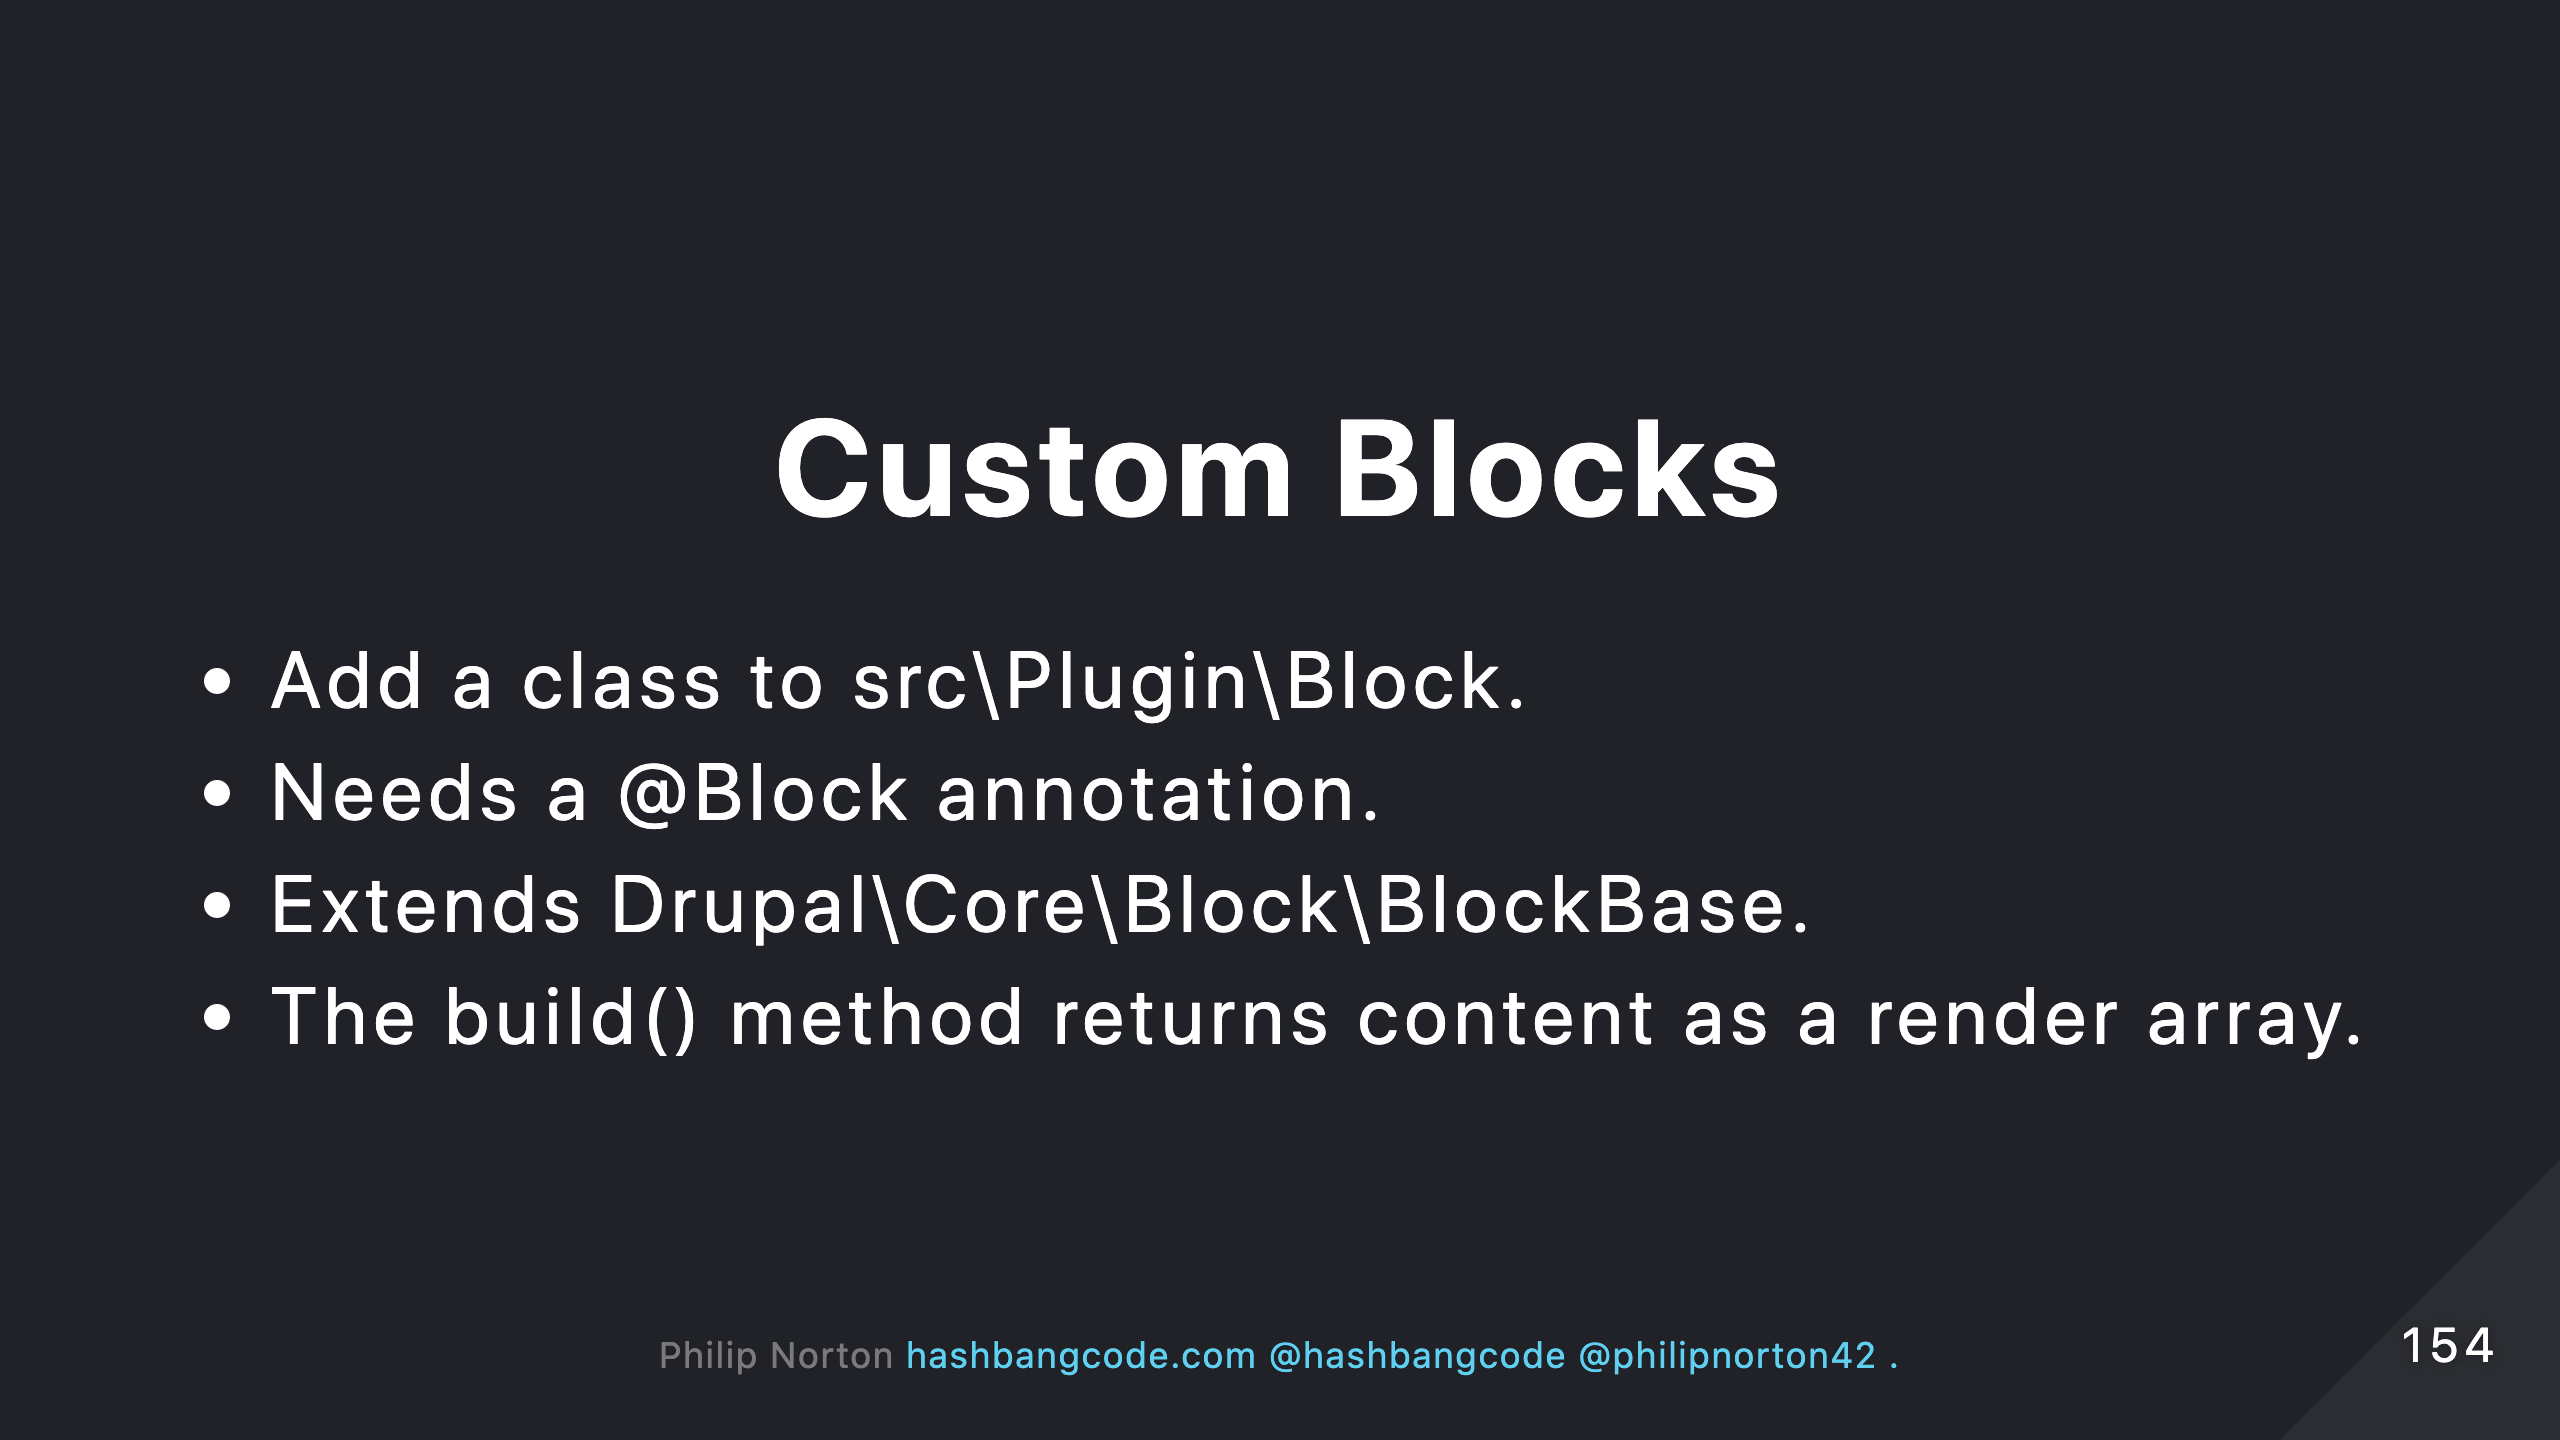 Custom Blocks
• Add a class to src\Plugin\Block.
• Needs a @Block annotation.
• Extends Drupal\Core\Block\BlockBase.
• The build() method returns content as a render array.
Philip Norton hashbangcode.com @hashbangcode @philipnorton42 .
154